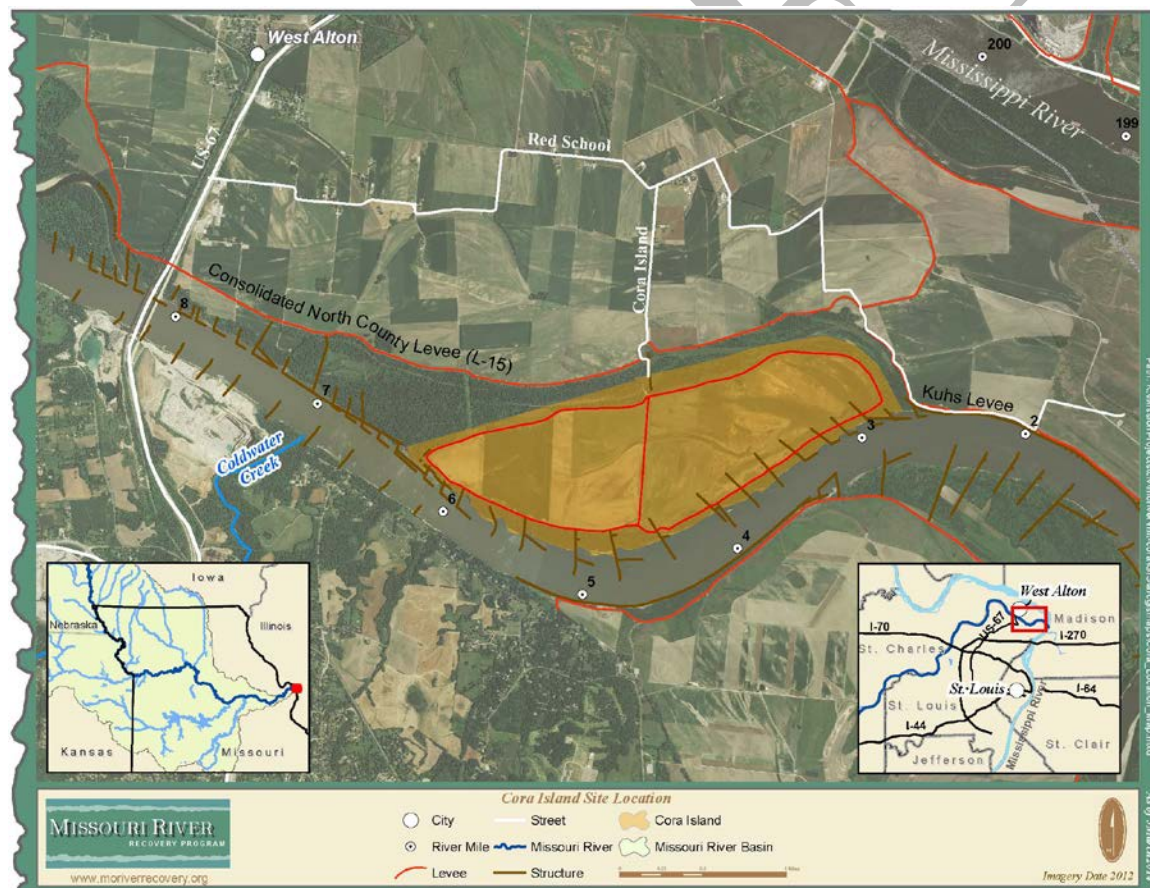 West Alton
200
Mississippi River
199
US-67
Red School
Cora Island
Consolidated North County Levee (L-15)
8
7
Kuhs Levee
3
2
Coldwater
Creek
6
4
5
Iowa
Nebraska
Illinois
Kansas
Missouri
West Alton
Madison
I-70
US-67
I-270
St. Charles
St. Louis
I-64
St. Louis
I-44
Mississippi River
St. Clair
Jefferson
Cora Island Site Location
MISSOURI RIVER
RECOVERY PROGRAM
www.moriverrecovery.org
City
Street
Cora Island
River Mile
Missouri River
Missouri River Basin
Levee
Structure
Imagery Date 2012